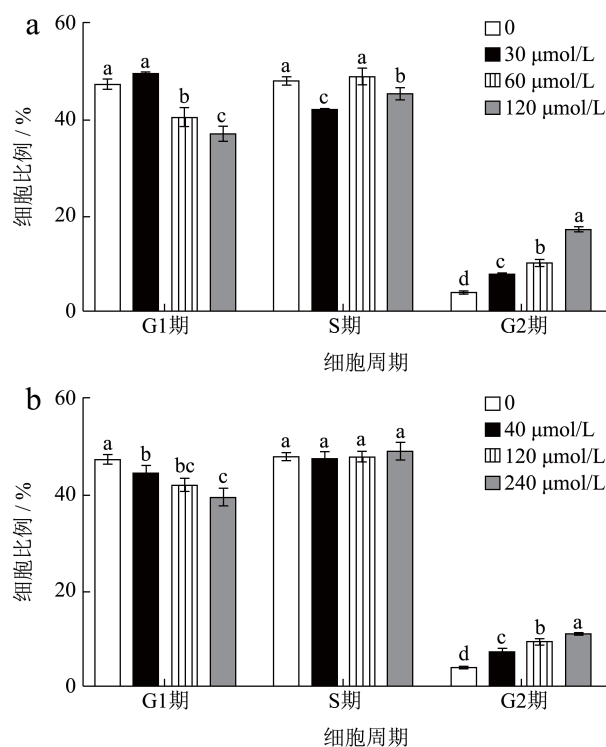 a
60
40
20
0
细胞比例 / %
0
30 μmol/L
60 μmol/L
120 μmol/L
a a b c
a c a b
d c b a
G1期 S期 G2期
细胞周期
b
60
40
20
0
细胞比例 / %
0
40 μmol/L
120 μmol/L
240 μmol/L
a b bc c
a a a a
d c b a
G1期 S期 G2期
细胞周期